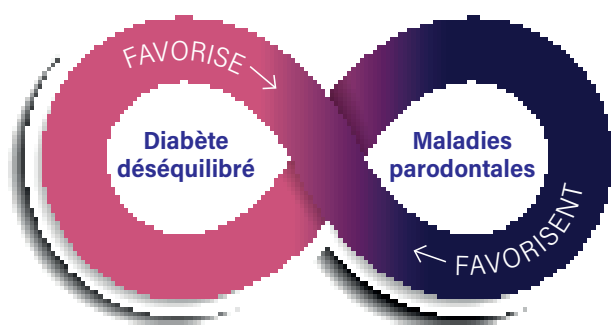 FAVORISE →
Diabète
déséquilibré
Maladies
parodontales
← FAVORISENT